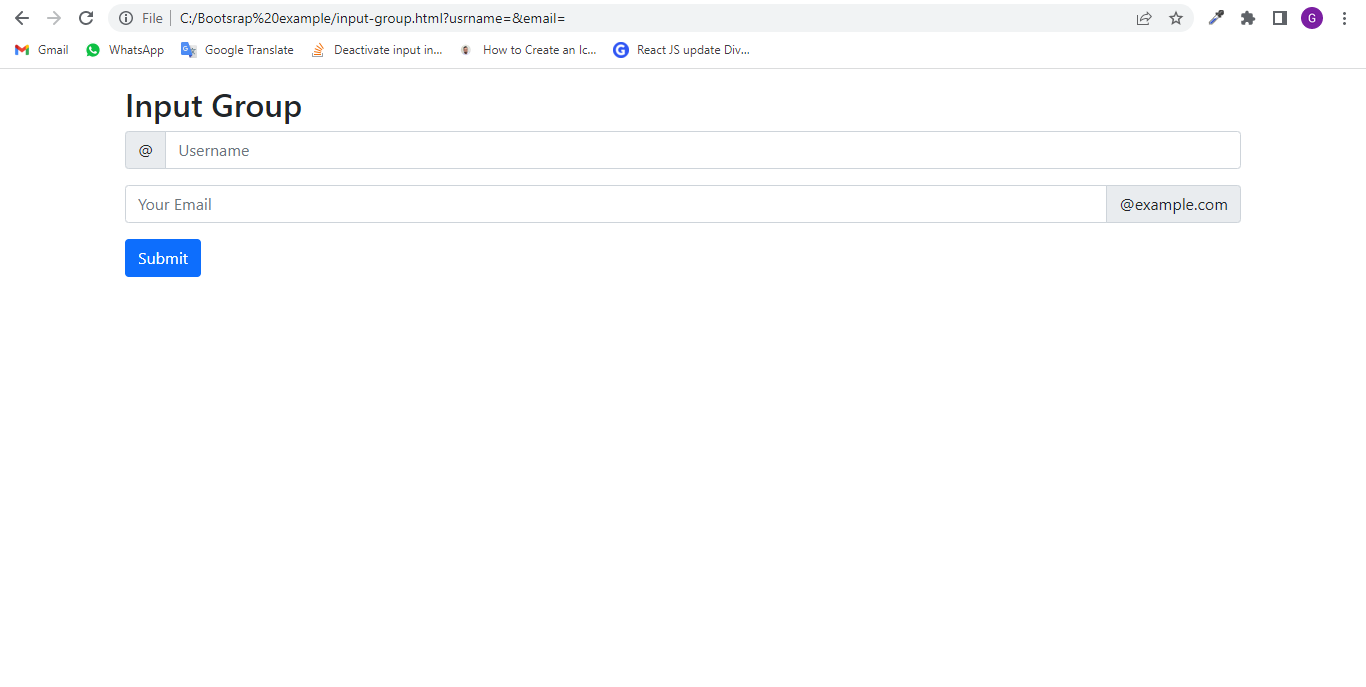 File C:/Bootsrap%20example/input-group.html?usrname=&email= G
Gmail WhatsApp Google Translate Deactivate input in... How to Create an Ic... G React JS update Div...
Input Group
@ Username
Your Email @example.com
Submit